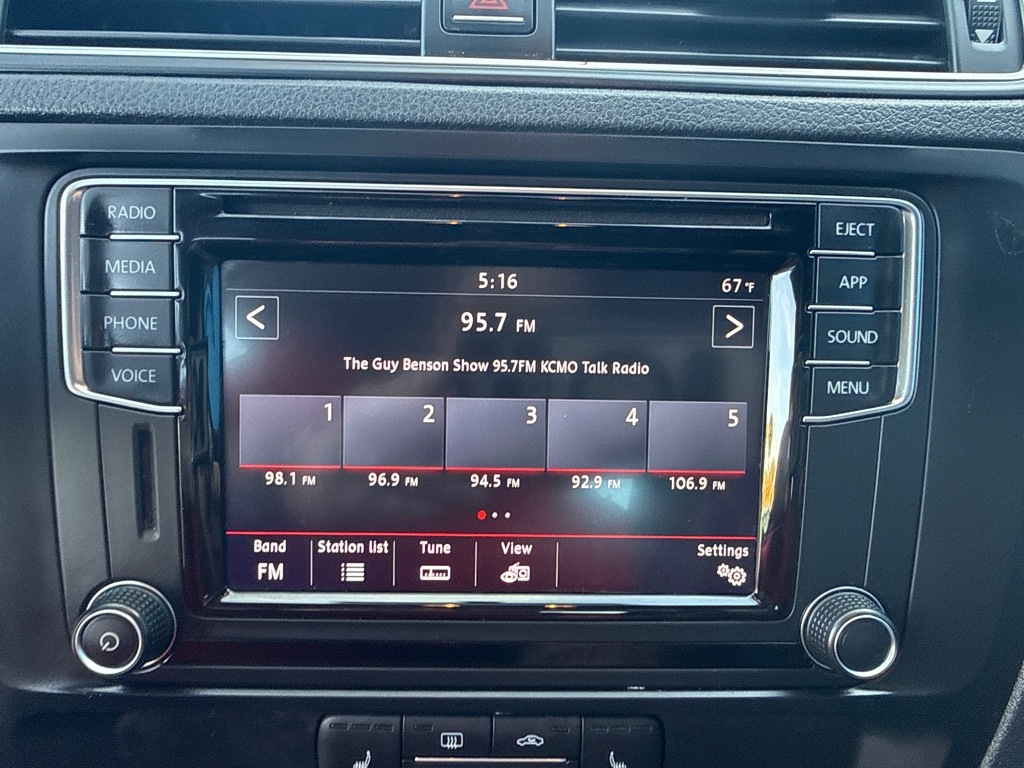 RADIO
MEDIA
PHONE
VOICE
5:16
67°F
95.7 FM
The Guy Benson Show 95.7FM KCMO Talk Radio
1 2 3 4 5
98.1 FM 96.9 FM 94.5 FM 92.9 FM 106.9 FM
Band Station list Tune View Settings
FM
EJECT
APP
SOUND
MENU